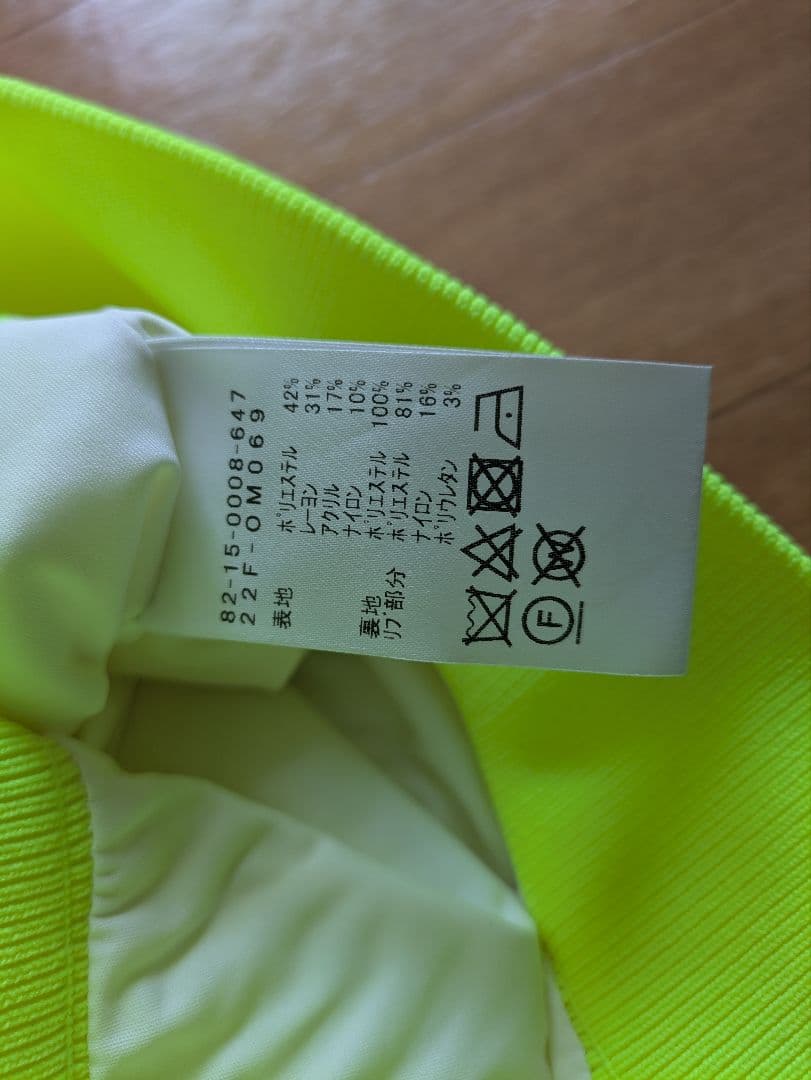 82-15-0008-647
22F-OM069
表地 ポリエステル 42%
レーヨン 31%
アクリル 17%
ナイロン 10%
裏地 ポリエステル 100%
リブ部分 ポリエステル 81%
ナイロン 16%
ポリウレタン 3%
F W